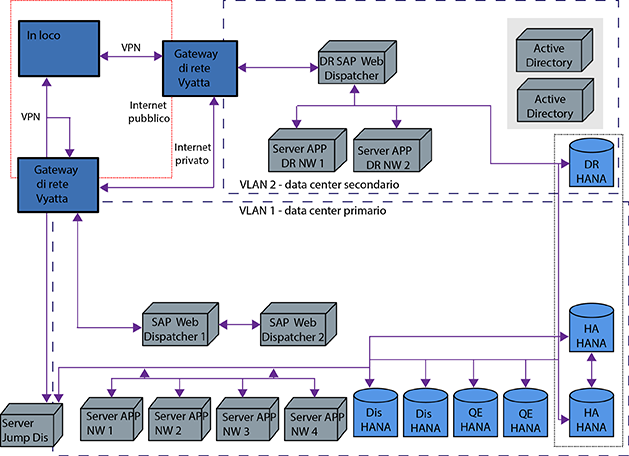 In loco
VPN
Gateway
di rete
Vyatta
DR SAP Web
Dispatcher
Active
Directory
Active
Directory
Internet
pubblico
VPN
Internet
privato
Server APP
DR NW 1
Server APP
DR NW 2
DR
HANA
Gateway
di rete
Vyatta
VLAN 2 - data center secondario
VLAN 1 - data center primario
SAP Web
Dispatcher 1
SAP Web
Dispatcher 2
HA
HANA
Server
Jump Dis
Server APP
NW 1
Server APP
NW 2
Server APP
NW 3
Server APP
NW 4
Dis
HANA
Dis
HANA
QE
HANA
QE
HANA
HA
HANA